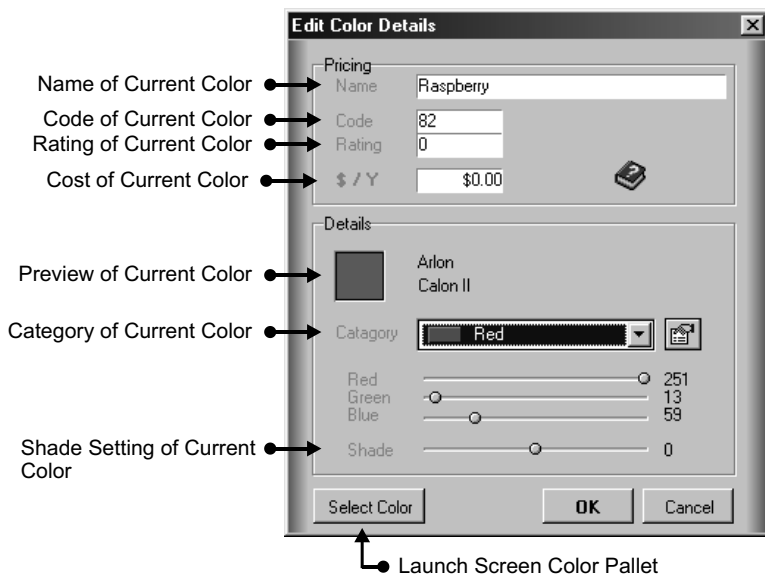 Edit Color Details
Pricing
Name of Current Color
Name
Raspberry
Code of Current Color
Code
82
Rating of Current Color
Rating
0
Cost of Current Color
$ / Y
$0.00
Details
Preview of Current Color
Arlon
Calon II
Category of Current Color
Catagory
Red
Red
251
Green
13
Blue
59
Shade Setting of Current
Color
Shade
0
Select Color
OK
Cancel
Launch Screen Color Pallet